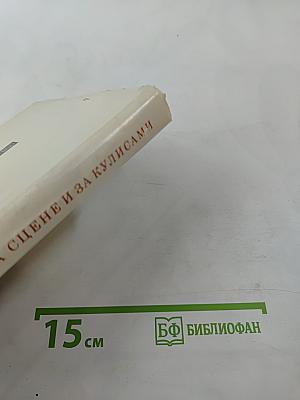 А СЦЕНЕ И ЗА КУЛИСАМИ
15 см
БФ БИБЛИОФАН